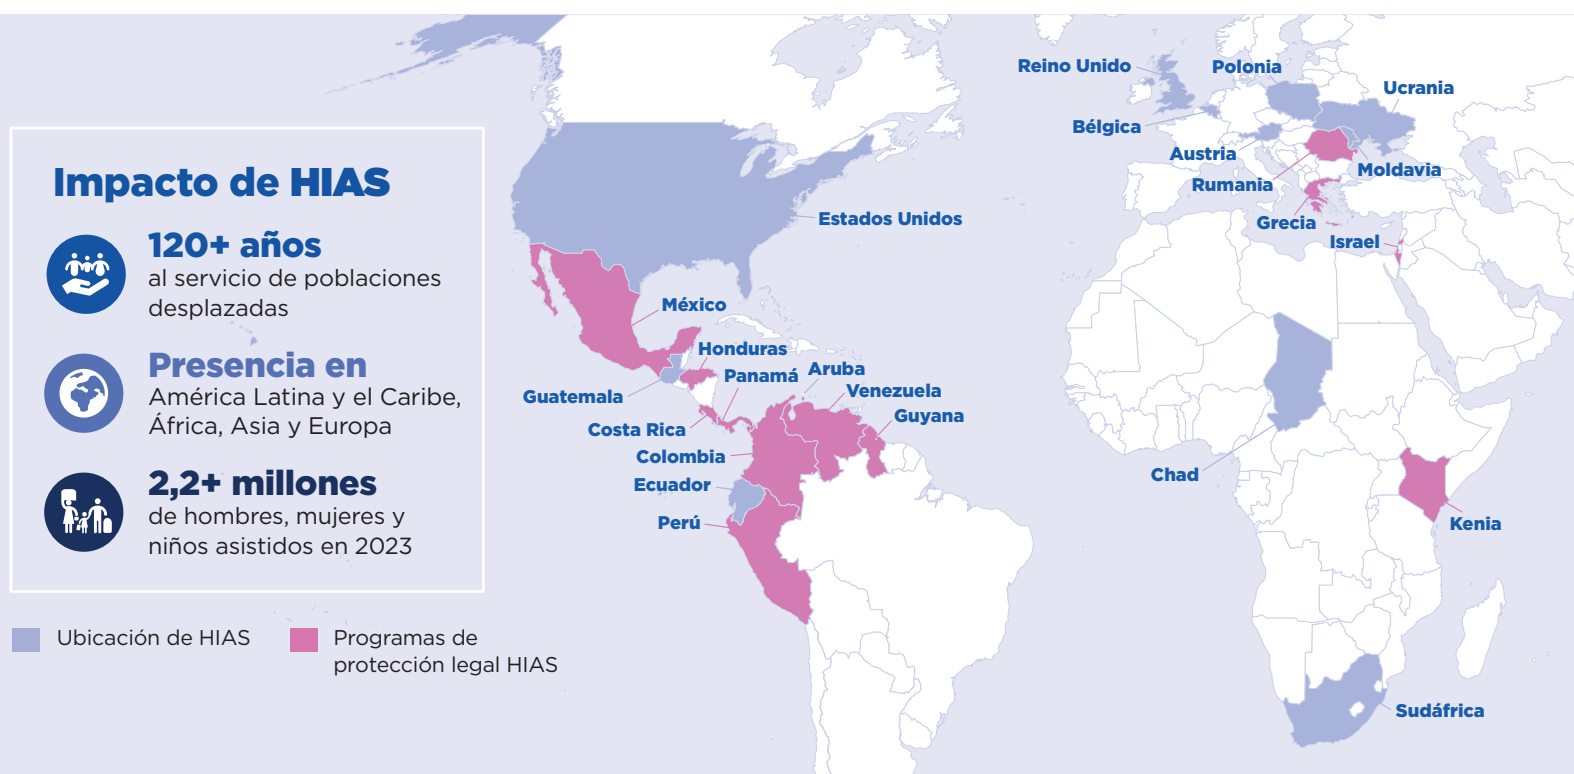 Impacto de HIAS
120+ años
al servicio de poblaciones
desplazadas
Presencia en
América Latina y el Caribe,
África, Asia y Europa
2,2+ millones
de hombres, mujeres y
niños asistidos en 2023
Ubicación de HIAS
Programas de
protección legal HIAS
Estados Unidos
México
Honduras
Guatemala
Panamá
Aruba
Venezuela
Guyana
Costa Rica
Colombia
Ecuador
Perú
Reino Unido
Polonia
Ucrania
Bélgica
Austria
Moldavia
Rumania
Grecia
Israel
Chad
Kenia
Sudáfrica